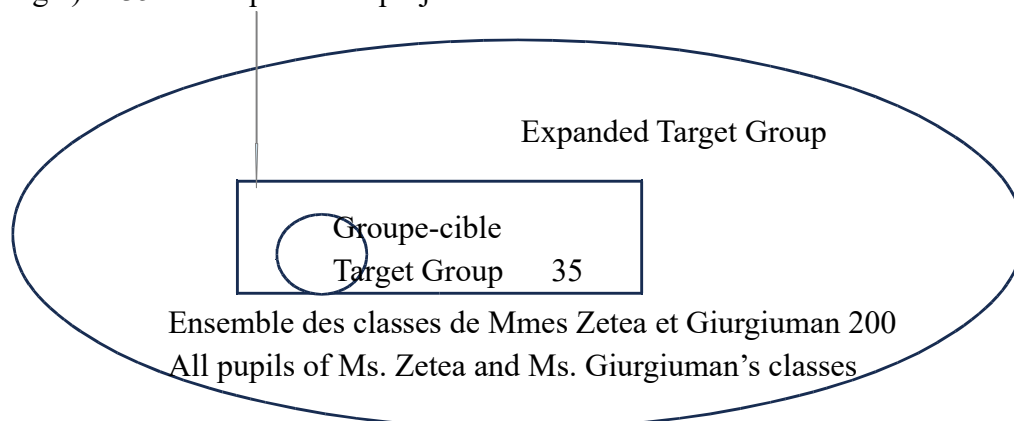 Expanded Target Group
Groupe-cible
Target Group 35
Ensemble des classes de Mmes Zetea et Giurgiuman 200
All pupils of Ms. Zetea and Ms. Giurgiuman’s classes